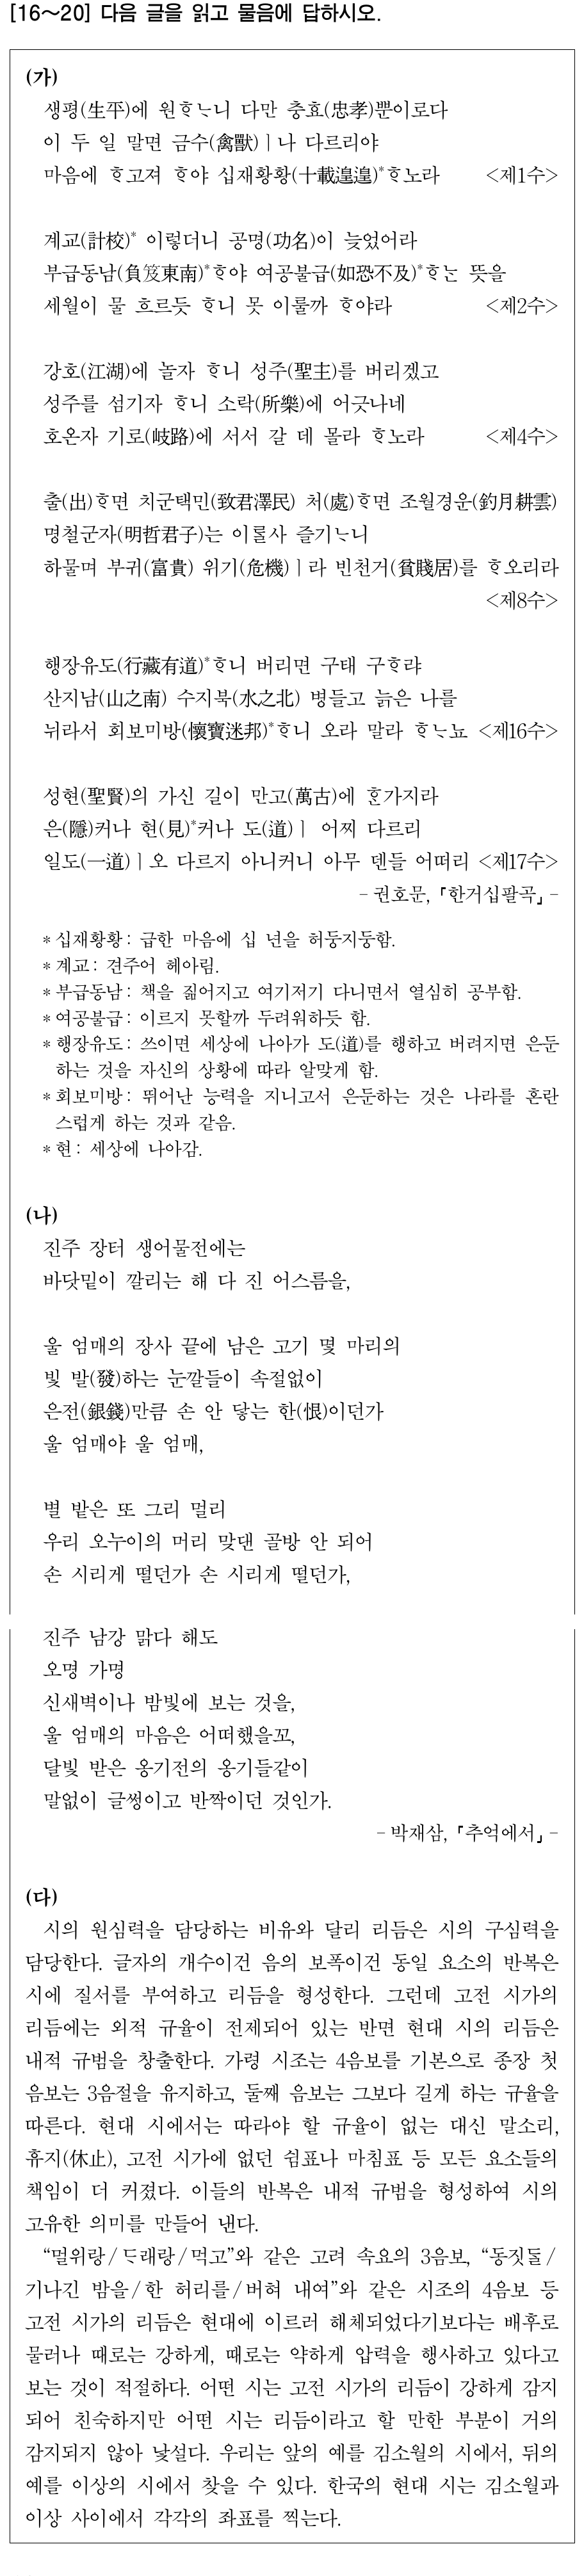 [16～20] 다음 글을 읽고 물음에 답하시오.
(가)
생평(生平)에 원ᄒᆞᄂᆞ니 다만 충효(忠孝)뿐이로다
이 두 일 말면 금수(禽獸)ㅣ나 다르리야
마음에 ᄒᆞ고져 ᄒᆞ야 십재황황(十載遑遑)*ᄒᆞ노라 <제1수>
계교(計校)* 이렇더니 공명(功名)이 늦었어라
부급동남(負笈東南)*ᄒᆞ야 여공불급(如恐不及)*ᄒᆞᄂᆞᆫ 뜻을
세월이 물 흐르듯 ᄒᆞ니 못 이룰까 ᄒᆞ야라 <제2수>
강호(江湖)에 놀자 ᄒᆞ니 성주(聖主)를 버리겠고
성주를 섬기자 ᄒᆞ니 소락(所樂)에 어긋나네
호온자 기로(岐路)에 서서 갈 데 몰라 ᄒᆞ노라 <제4수>
출(出)ᄒᆞ면 치군택민(致君澤民) 처(處)ᄒᆞ면 조월경운(釣月耕雲)
명철군자(明哲君子)는 이ᄅᆞᆯ사 즐기ᄂᆞ니
하물며 부귀(富貴) 위기(危機)ㅣ라 빈천거(貧賤居)를 ᄒᆞ오리라
<제8수>
행장유도(行藏有道)*ᄒᆞ니 버리면 구태 구ᄒᆞ랴
산지남(山之南) 수지북(水之北) 병들고 늙은 나를
뉘라서 회보미방(懷寶迷邦)*ᄒᆞ니 오라 말라 ᄒᆞᄂᆞ뇨 <제16수>
성현(聖賢)의 가신 길이 만고(萬古)에 ᄒᆞᆫ가지라
은(隱)커나 현(見)*커나 도(道)ㅣ 어찌 다르리
일도(一道)ㅣ오 다르지 아니커니 아무 덴들 어떠리 <제17수>
- 권호문, 「한거십팔곡」 -
* 십재황황: 급한 마음에 십 년을 허둥지둥함.
* 계교: 견주어 헤아림.
* 부급동남: 책을 짊어지고 여기저기 다니면서 열심히 공부함.
* 여공불급: 이르지 못할까 두려워하듯 함.
* 행장유도: 쓰이면 세상에 나아가 도(道)를 행하고 버려지면 은둔
하는 것을 자신의 상황에 따라 알맞게 함.
* 회보미방: 뛰어난 능력을 지니고서 은둔하는 것은 나라를 혼란
스럽게 하는 것과 같음.
* 현: 세상에 나아감.
(나)
진주 장터 생어물전에는
바닷밑이 깔리는 해 다 진 어스름을,
울 엄매의 장사 끝에 남은 고기 몇 마리의
빛 발(發)하는 눈깔들이 속절없이
은전(銀錢)만큼 손 안 닿는 한(恨)이던가
울 엄매야 울 엄매,
별 밭은 또 그리 멀리
우리 오누이의 머리 맞댄 골방 안 되어
손 시리게 떨던가 손 시리게 떨던가,
진주 남강 맑다 해도
오명 가명
신새벽이나 밤빛에 보는 것을,
울 엄매의 마음은 어떠했을꼬,
달빛 받은 옹기전의 옹기들같이
말없이 글썽이고 반짝이던 것인가.
- 박재삼, 「추억에서」 -
(다)
시의 원심력을 담당하는 비유와 달리 리듬은 시의 구심력을
담당한다. 글자의 개수이건 음의 보폭이건 동일 요소의 반복은
시에 질서를 부여하고 리듬을 형성한다. 그런데 고전 시가의
리듬에는 외적 규율이 전제되어 있는 반면 현대 시의 리듬은
내적 규범을 창출한다. 가령 시조는 4음보를 기본으로 종장 첫
음보는 3음절을 유지하고, 둘째 음보는 그보다 길게 하는 규율을
따른다. 현대 시에서는 따라야 할 규율이 없는 대신 말소리,
휴지(休止), 고전 시가에 없던 쉼표나 마침표 등 모든 요소들의
책임이 더 커졌다. 이들의 반복은 내적 규범을 형성하여 시의
고유한 의미를 만들어 낸다.
“멀위랑/ᄃᆞ래랑/먹고”와 같은 고려 속요의 3음보, “동짓ᄃᆞᆯ/
기나긴 밤을/한 허리를/버혀 내여”와 같은 시조의 4음보 등
고전 시가의 리듬은 현대에 이르러 해체되었다기보다는 배후로
물러나 때로는 강하게, 때로는 약하게 압력을 행사하고 있다고
보는 것이 적절하다. 어떤 시는 고전 시가의 리듬이 강하게 감지
되어 친숙하지만 어떤 시는 리듬이라고 할 만한 부분이 거의
감지되지 않아 낯설다. 우리는 앞의 예를 김소월의 시에서, 뒤의
예를 이상의 시에서 찾을 수 있다. 한국의 현대 시는 김소월과
이상 사이에서 각각의 좌표를 찍는다.